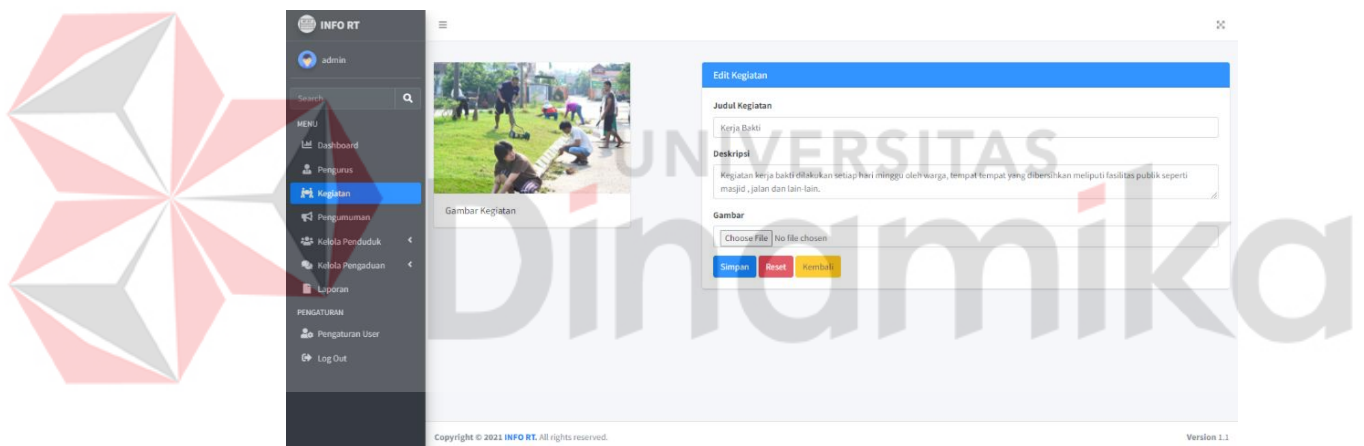 INFO RT
admin
Search
MENU
Dashboard
Pengurus
Kegiatan
Pengumuman
Kelola Penduduk
Kelola Pengaduan
Laporan
PENGATURAN
Pengaturan User
Log Out
Gambar Kegiatan
Edit Kegiatan
Judul Kegiatan
Kerja Bakti
Deskripsi
Kegiatan kerja bakti dilakukan setiap hari minggu oleh warga, tempat tempat yang dibersihkan meliputi fasilitas publik seperti
masjid , jalan dan lain-lain.
Gambar
Choose File No file chosen
Simpan Reset Kembali
UNIVERSITAS
Dinamika
Copyright © 2021 INFO RT. All rights reserved.
Version 1.1